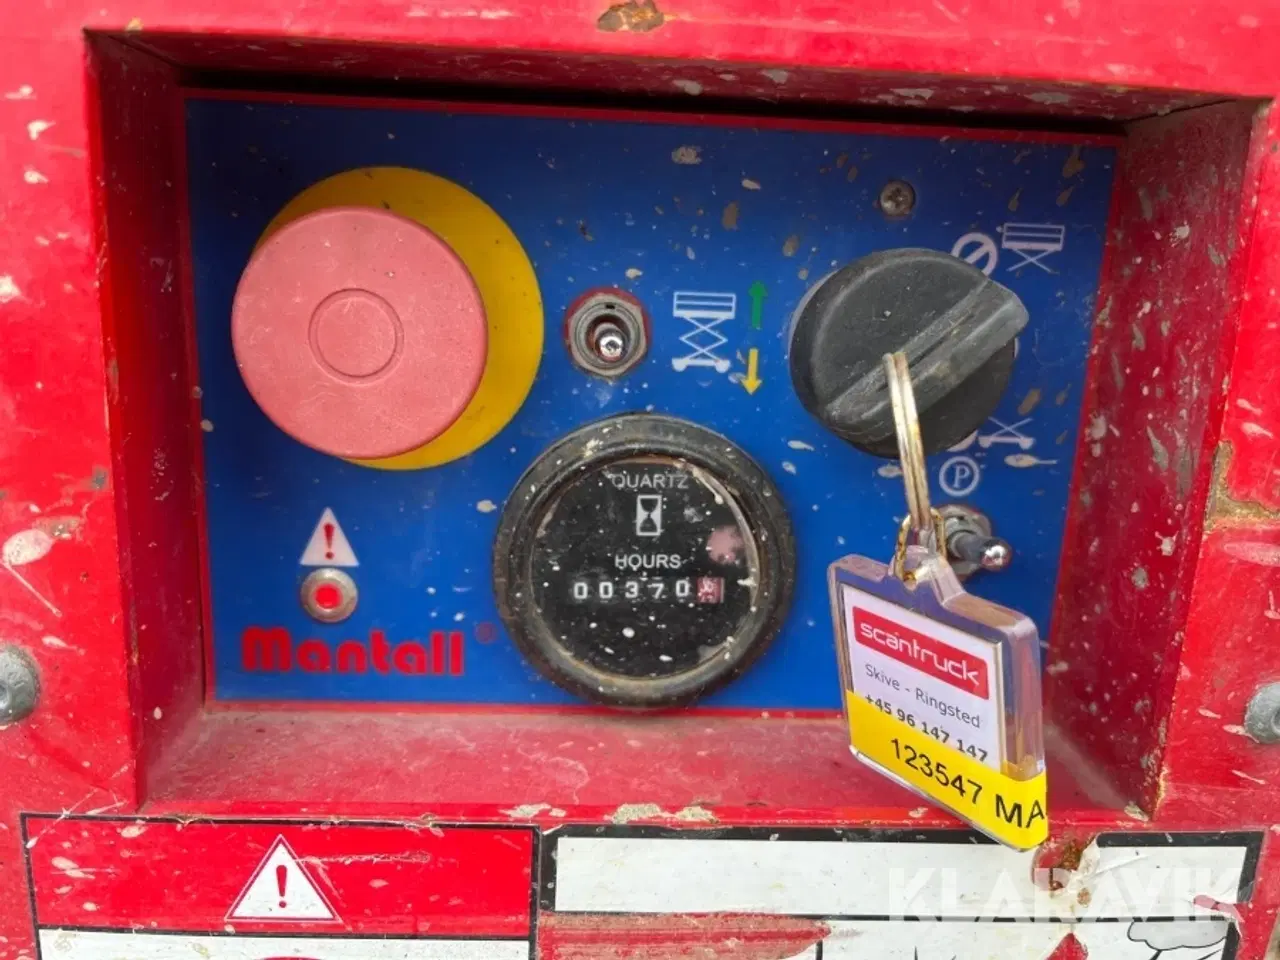 QUARTZ
HOURS
00370
Mantall®
P
scantruck
Skive - Ringsted
+45 96 147 147
123547 MA
KLARAVIK